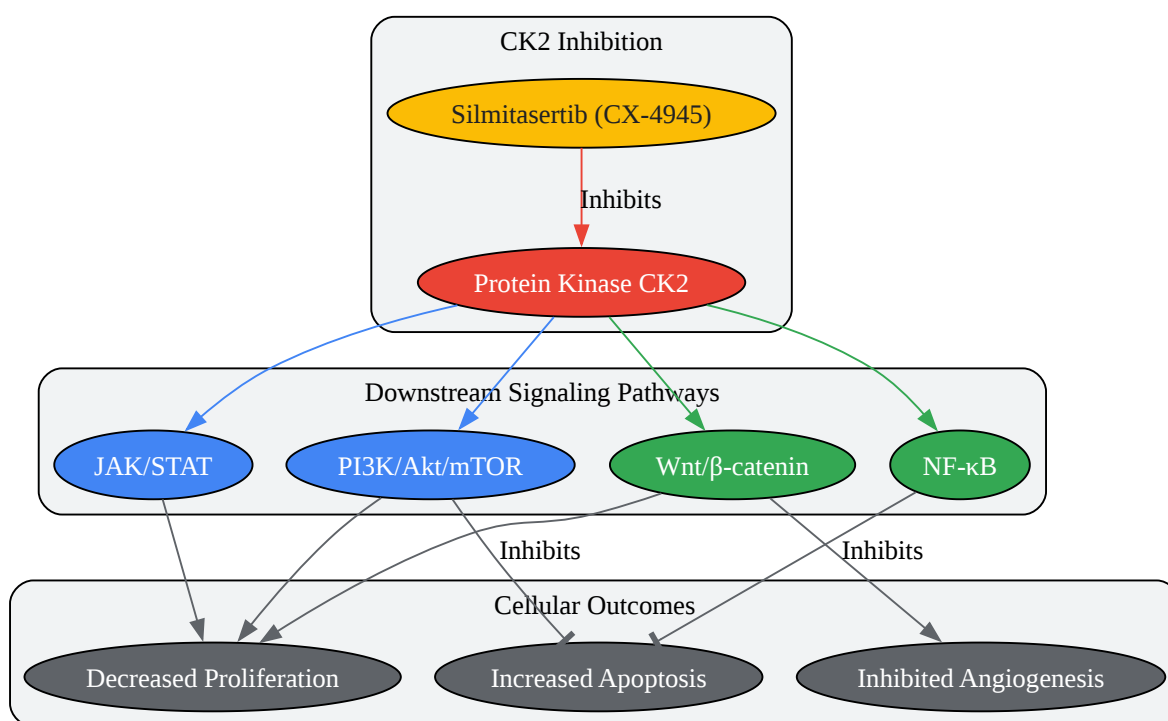 CK2 Inhibition
Silmitasertib (CX-4945)
Inhibits
Protein Kinase CK2
Downstream Signaling Pathways
JAK/STAT
PI3K/Akt/mTOR
Wnt/β-catenin
NF-κB
Inhibits
Inhibits
Cellular Outcomes
Decreased Proliferation
Increased Apoptosis
Inhibited Angiogenesis